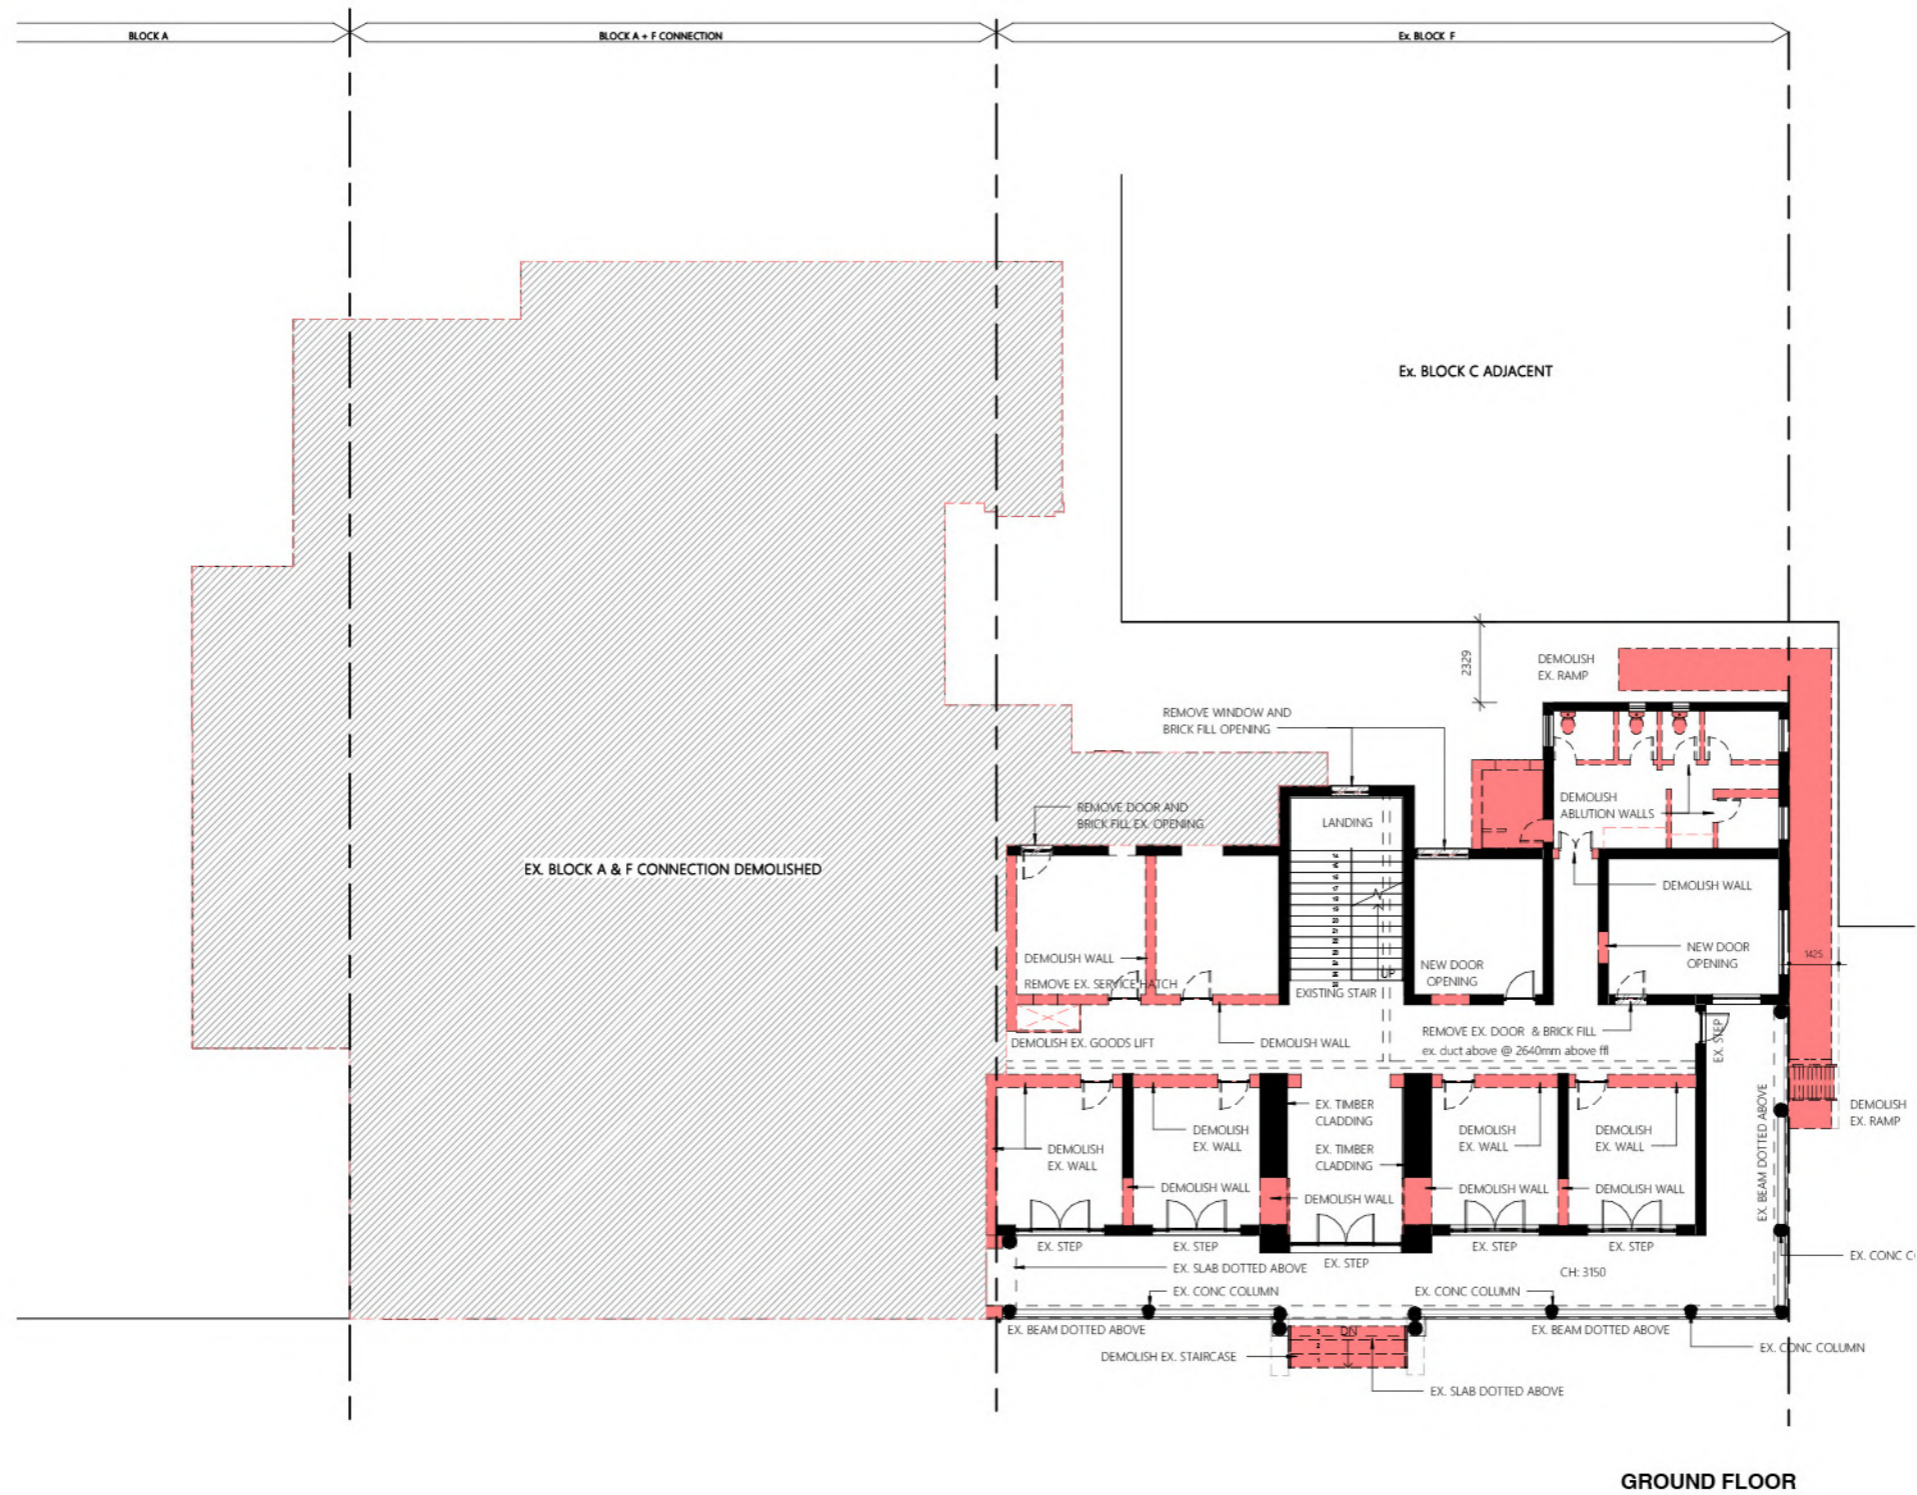 BLOCK A
BLOCK A + F CONNECTION
Ex. BLOCK F
Ex. BLOCK C ADJACENT
2329
DEMOLISH
EX. RAMP
REMOVE WINDOW AND
BRICK FILL OPENING
REMOVE DOOR AND
BRICK FILL EX. OPENING
LANDING
DEMOLISH
ABLUTION WALLS
EX. BLOCK A & F CONNECTION DEMOLISHED
DEMOLISH WALL
DEMOLISH WALL
REMOVE EX. SERVICE HATCH
NEW DOOR
OPENING
NEW DOOR
OPENING
1425
UP
EXISTING STAIR
DEMOLISH EX. GOODS LIFT
DEMOLISH WALL
REMOVE EX. DOOR & BRICK FILL
ex. duct above @ 2640mm above ffl
EX. STEP
EX. TIMBER
CLADDING
EX. TIMBER
CLADDING
DEMOLISH
EX. WALL
DEMOLISH
EX. WALL
DEMOLISH
EX. WALL
DEMOLISH
EX. WALL
EX. BEAM DOTTED ABOVE
DEMOLISH
EX. RAMP
DEMOLISH WALL
DEMOLISH WALL
DEMOLISH WALL
DEMOLISH WALL
EX. STEP
EX. STEP
EX. STEP
EX. STEP
EX. STEP
EX. CONC C
EX. SLAB DOTTED ABOVE
CH: 3150
EX. CONC COLUMN
EX. CONC COLUMN
EX. BEAM DOTTED ABOVE
DN
EX. BEAM DOTTED ABOVE
EX. CONC COLUMN
DEMOLISH EX. STAIRCASE
EX. SLAB DOTTED ABOVE
GROUND FLOOR